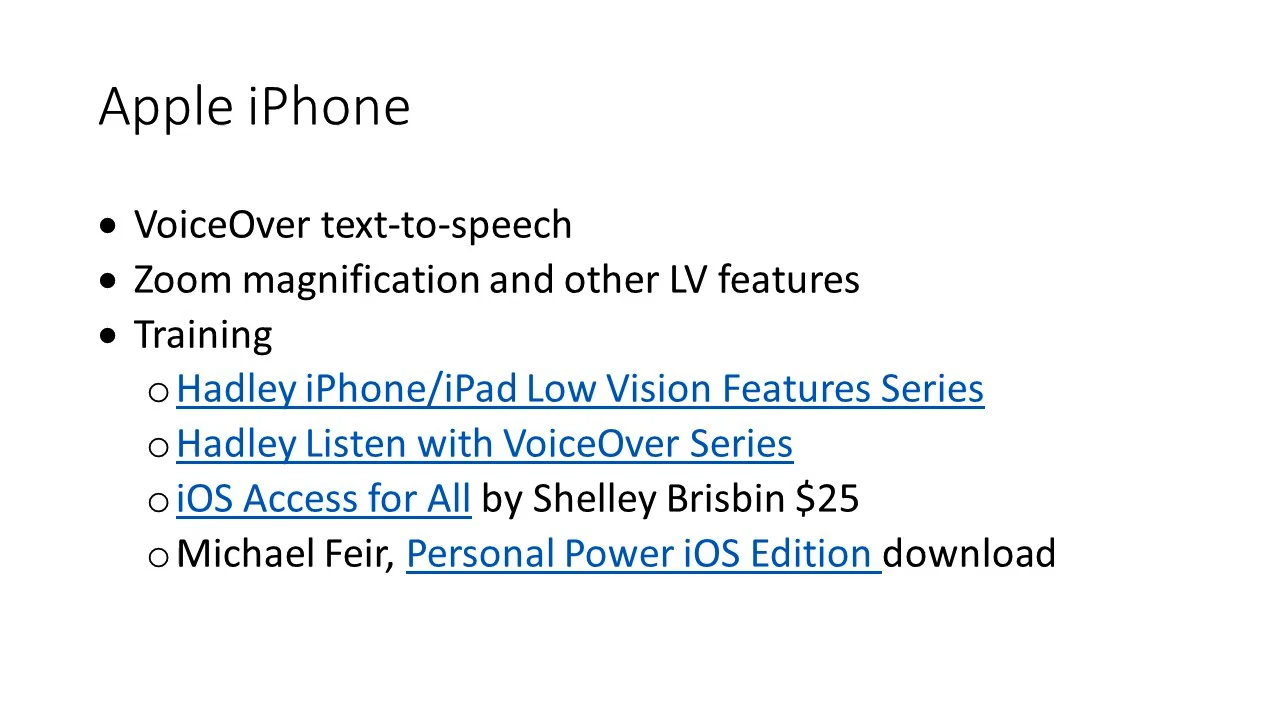 Apple iPhone
• VoiceOver text-to-speech
• Zoom magnification and other LV features
• Training
o Hadley iPhone/iPad Low Vision Features Series
o Hadley Listen with VoiceOver Series
o iOS Access for All by Shelley Brisbin $25
o Michael Feir, Personal Power iOS Edition download